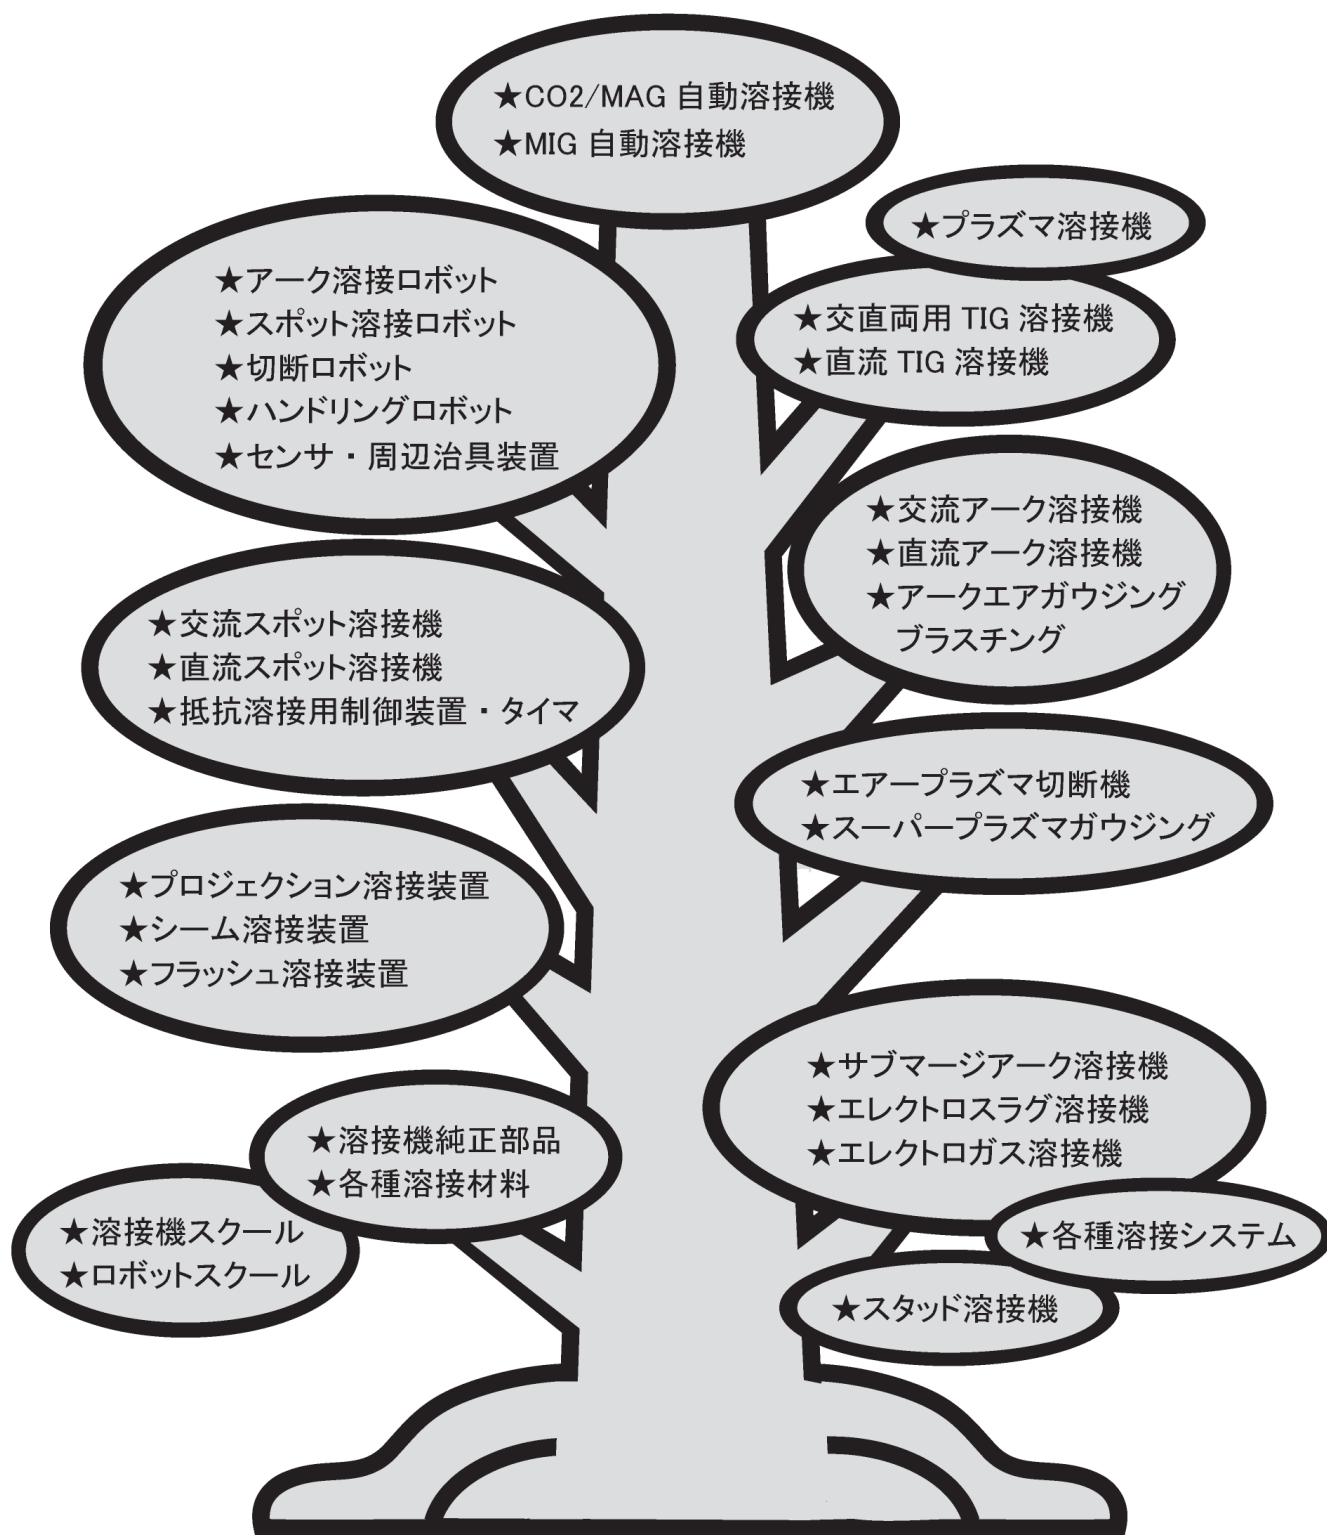 ★CO2/MAG 自動溶接機
★MIG 自動溶接機
★プラズマ溶接機
★アーク溶接ロボット
★スポット溶接ロボット
★切断ロボット
★ハンドリングロボット
★センサ・周辺治具装置
★交直両用 TIG 溶接機
★直流 TIG 溶接機
★交流アーク溶接機
★直流アーク溶接機
★アークエアガウジング
ブラスチング
★交流スポット溶接機
★直流スポット溶接機
★抵抗溶接用制御装置・タイマ
★エアープラズマ切断機
★スーパープラズマガウジング
★プロジェクション溶接装置
★シーム溶接装置
★フラッシュ溶接装置
★サブマージアーク溶接機
★エレクトロスラグ溶接機
★エレクトロガス溶接機
★溶接機純正部品
★各種溶接材料
★溶接機スクール
★ロボットスクール
★各種溶接システム
★スタッド溶接機